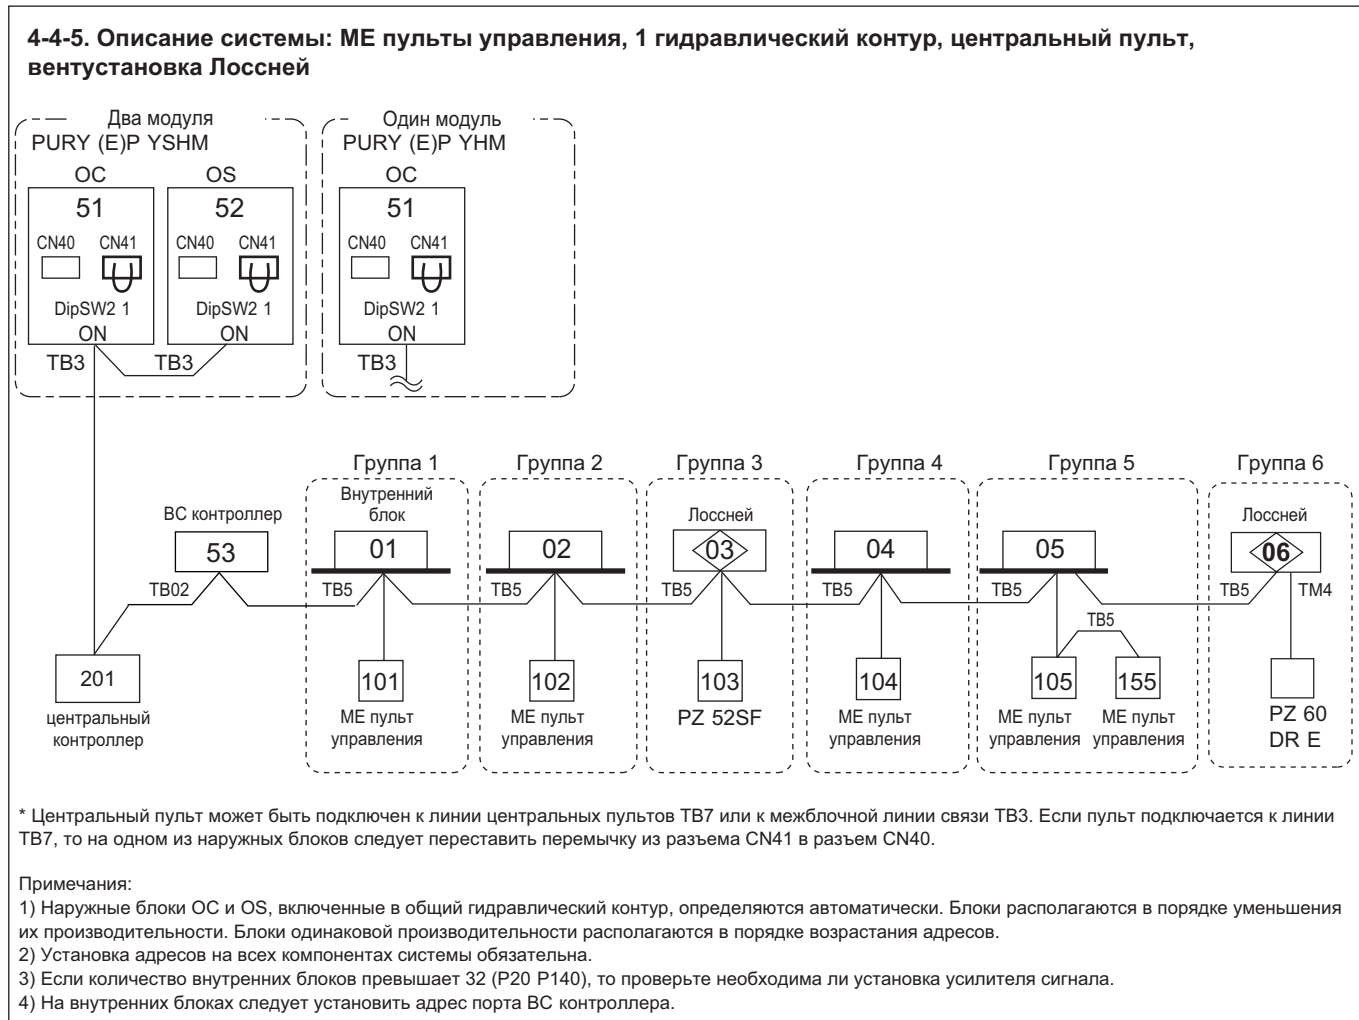 4-4-5. Описание системы: ME пульты управления, 1 гидравлический контур, центральный пульт,
вентустановка Лоссней
Два модуля
PURY (E)P YSHM
OC
OS
51
52
CN40
CN41
CN40
CN41
DipSW2 1
DipSW2 1
ON
ON
TB3
TB3
Один модуль
PURY (E)P YHM
OC
51
CN40
CN41
DipSW2 1
ON
TB3
Группа 1
Группа 2
Группа 3
Группа 4
Группа 5
Группа 6
BC контроллер
Внутренний
блок
Лоссней
Лоссней
53
01
02
03
04
05
06
TB02
TB5
TB5
TB5
TB5
TB5
TB5
TM4
TB5
201
101
102
103
104
105
155
центральный
контроллер
ME пульт
управления
ME пульт
управления
PZ 52SF
ME пульт
управления
ME пульт
управления
ME пульт
управления
PZ 60
DR E
* Центральный пульт может быть подключен к линии центральных пультов TB7 или к межблочной линии связи TB3. Если пульт подключается к линии
TB7, то на одном из наружных блоков следует переставить перемычку из разъема CN41 в разъем CN40.
Примечания:
1) Наружные блоки OC и OS, включенные в общий гидравлический контур, определяются автоматически. Блоки располагаются в порядке уменьшения
их производительности. Блоки одинаковой производительности располагаются в порядке возрастания адресов.
2) Установка адресов на всех компонентах системы обязательна.
3) Если количество внутренних блоков превышает 32 (P20 P140), то проверьте необходима ли установка усилителя сигнала.
4) На внутренних блоках следует установить адрес порта BC контроллера.